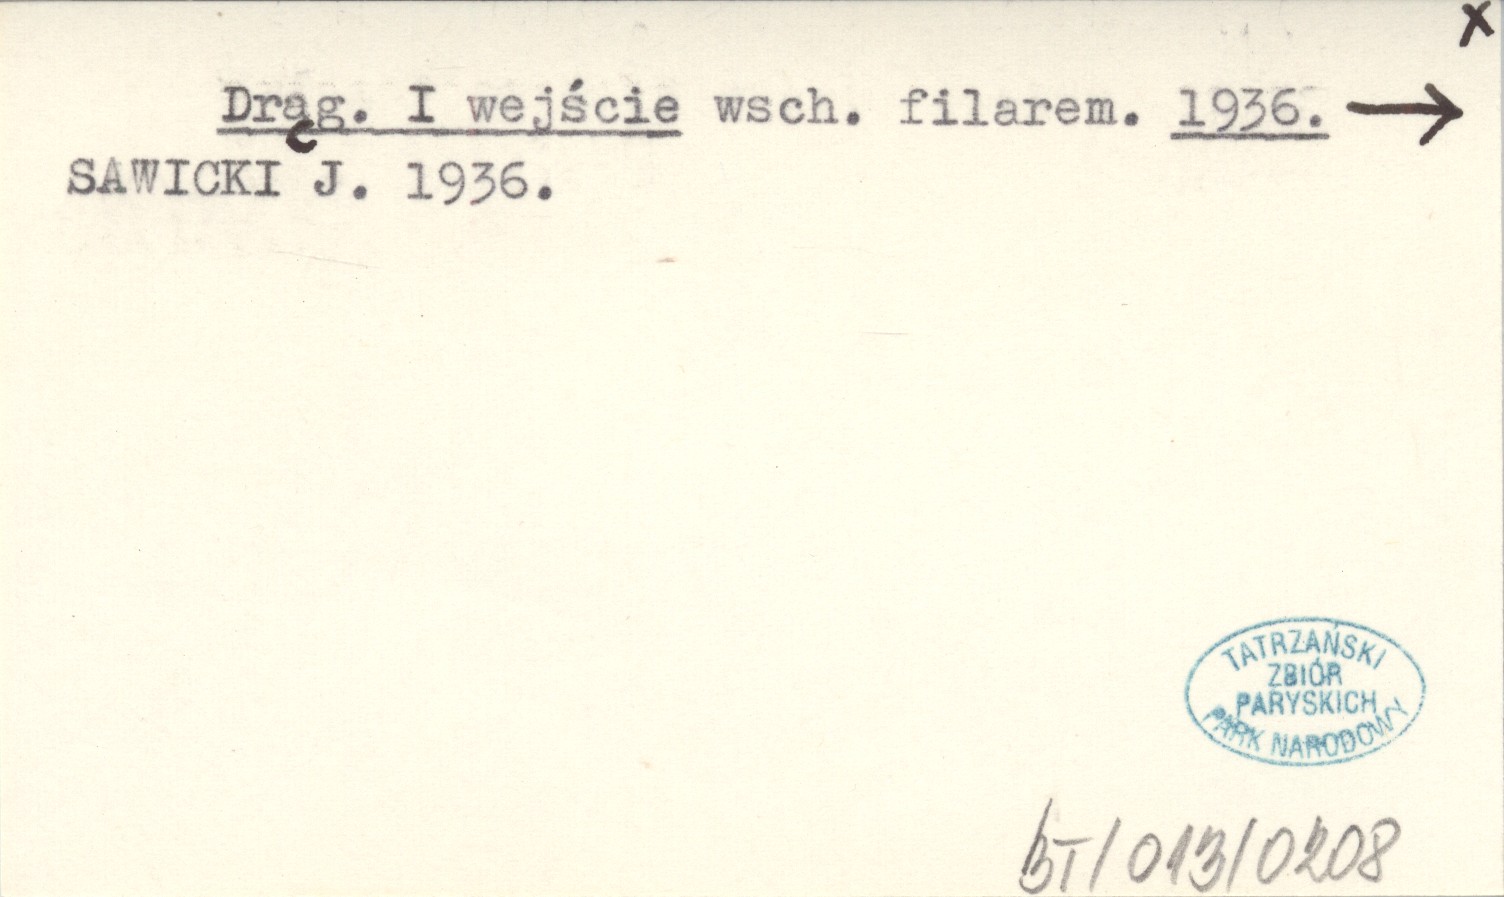 x
Drąg. I wejście wsch. filarem. 1936. →
SAWICKI J. 1936.
TATRZAŃSKI
ZBIÓR
PARYSKICH
PARK NARODOWY
BT/013/0208